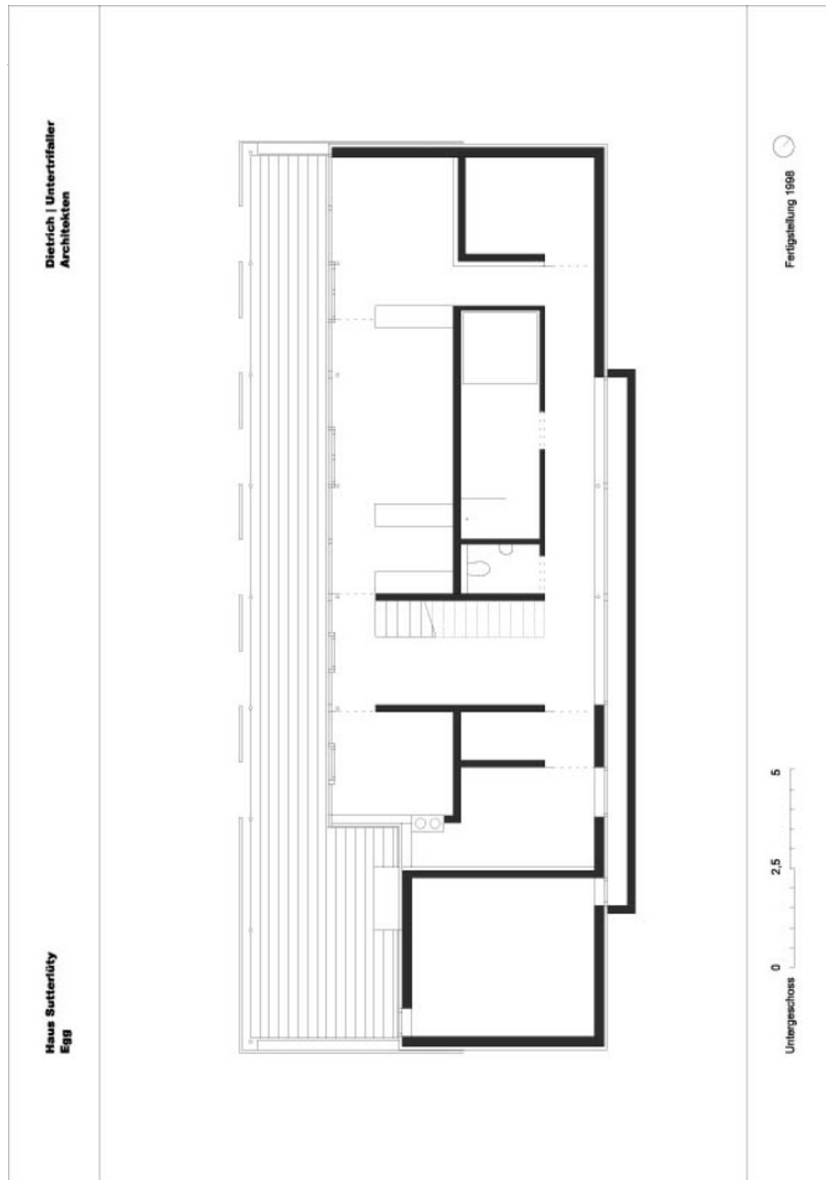 Haus Sutterlüty
Egg
Dietrich | Untertrifaller
Architekten
Untergeschoss
0
2,5
5
Fertigstellung 1998